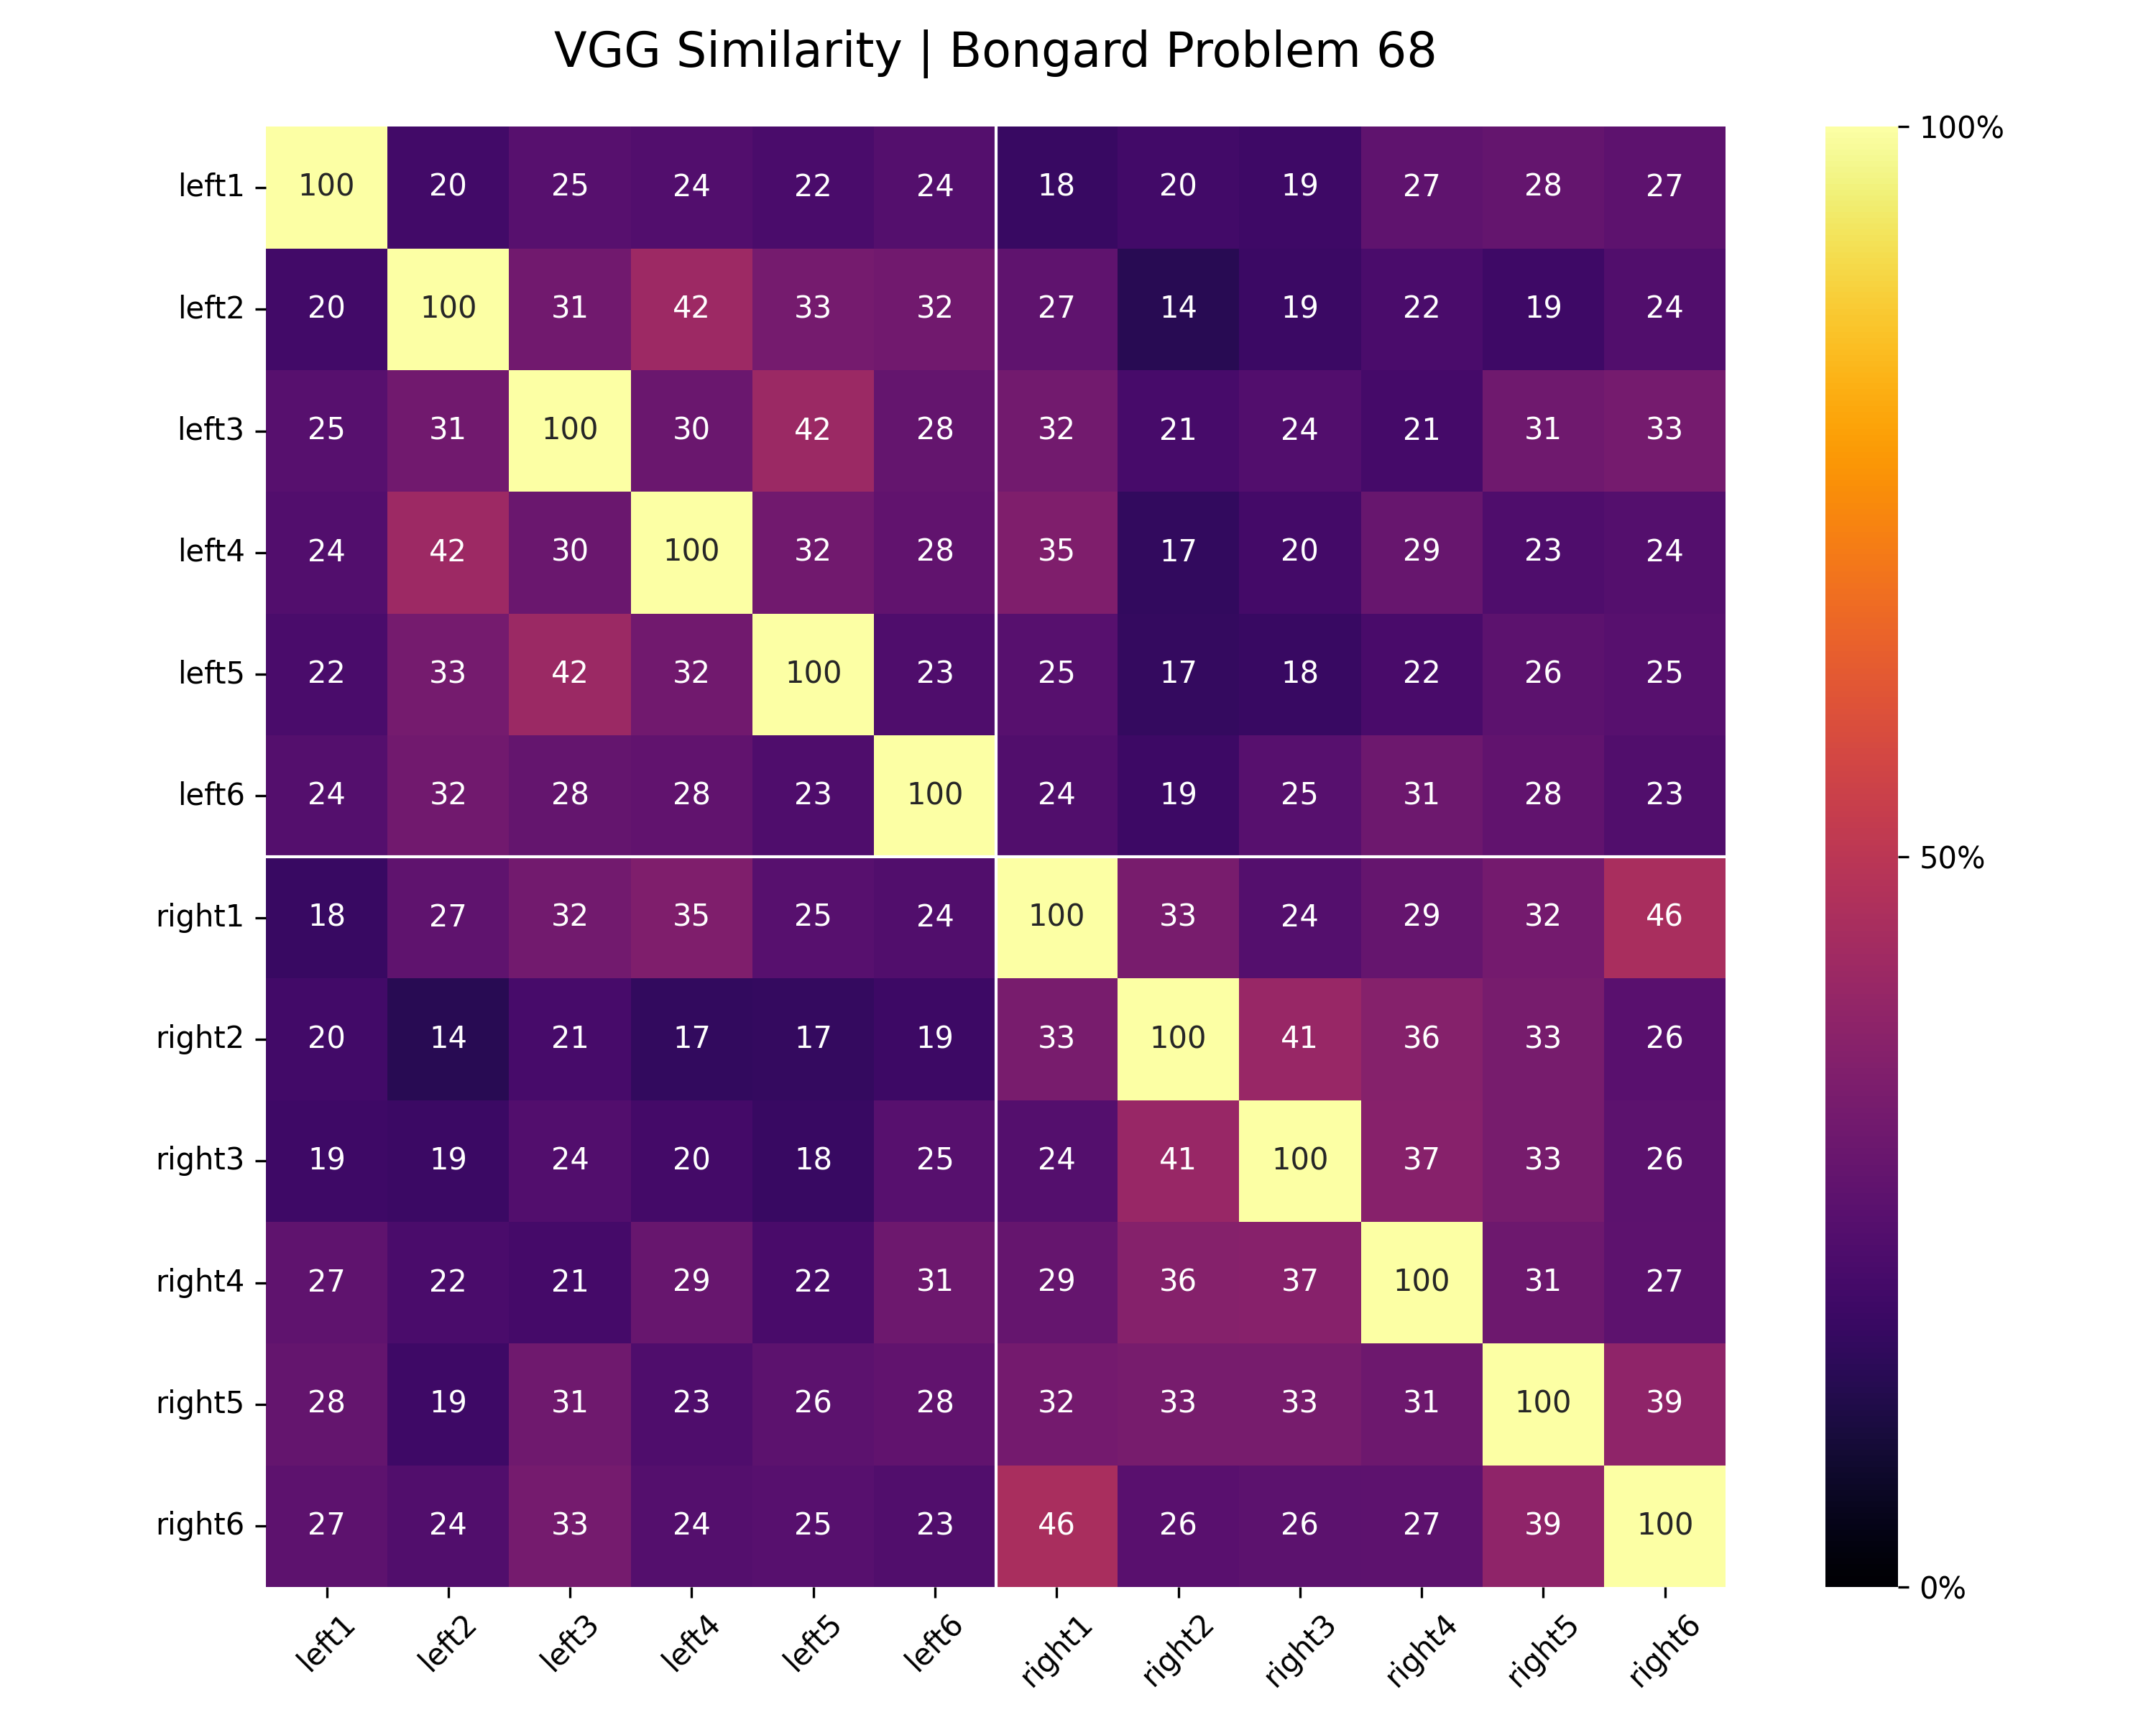 VGG Similarity | Bongard Problem 68
left1 100 20 25 24 22 24 18 20 19 27 28 27
left2 20 100 31 42 33 32 27 14 19 22 19 24
left3 25 31 100 30 42 28 32 21 24 21 31 33
left4 24 42 30 100 32 28 35 17 20 29 23 24
left5 22 33 42 32 100 23 25 17 18 22 26 25
left6 24 32 28 28 23 100 24 19 25 31 28 23
right1 18 27 32 35 25 24 100 33 24 29 32 46
right2 20 14 21 17 17 19 33 100 41 36 33 26
right3 19 19 24 20 18 25 24 41 100 37 33 26
right4 27 22 21 29 22 31 29 36 37 100 31 27
right5 28 19 31 23 26 28 32 33 33 31 100 39
right6 27 24 33 24 25 23 46 26 26 27 39 100
left1 left2 left3 left4 left5 left6 right1 right2 right3 right4 right5 right6
100%
50%
0%